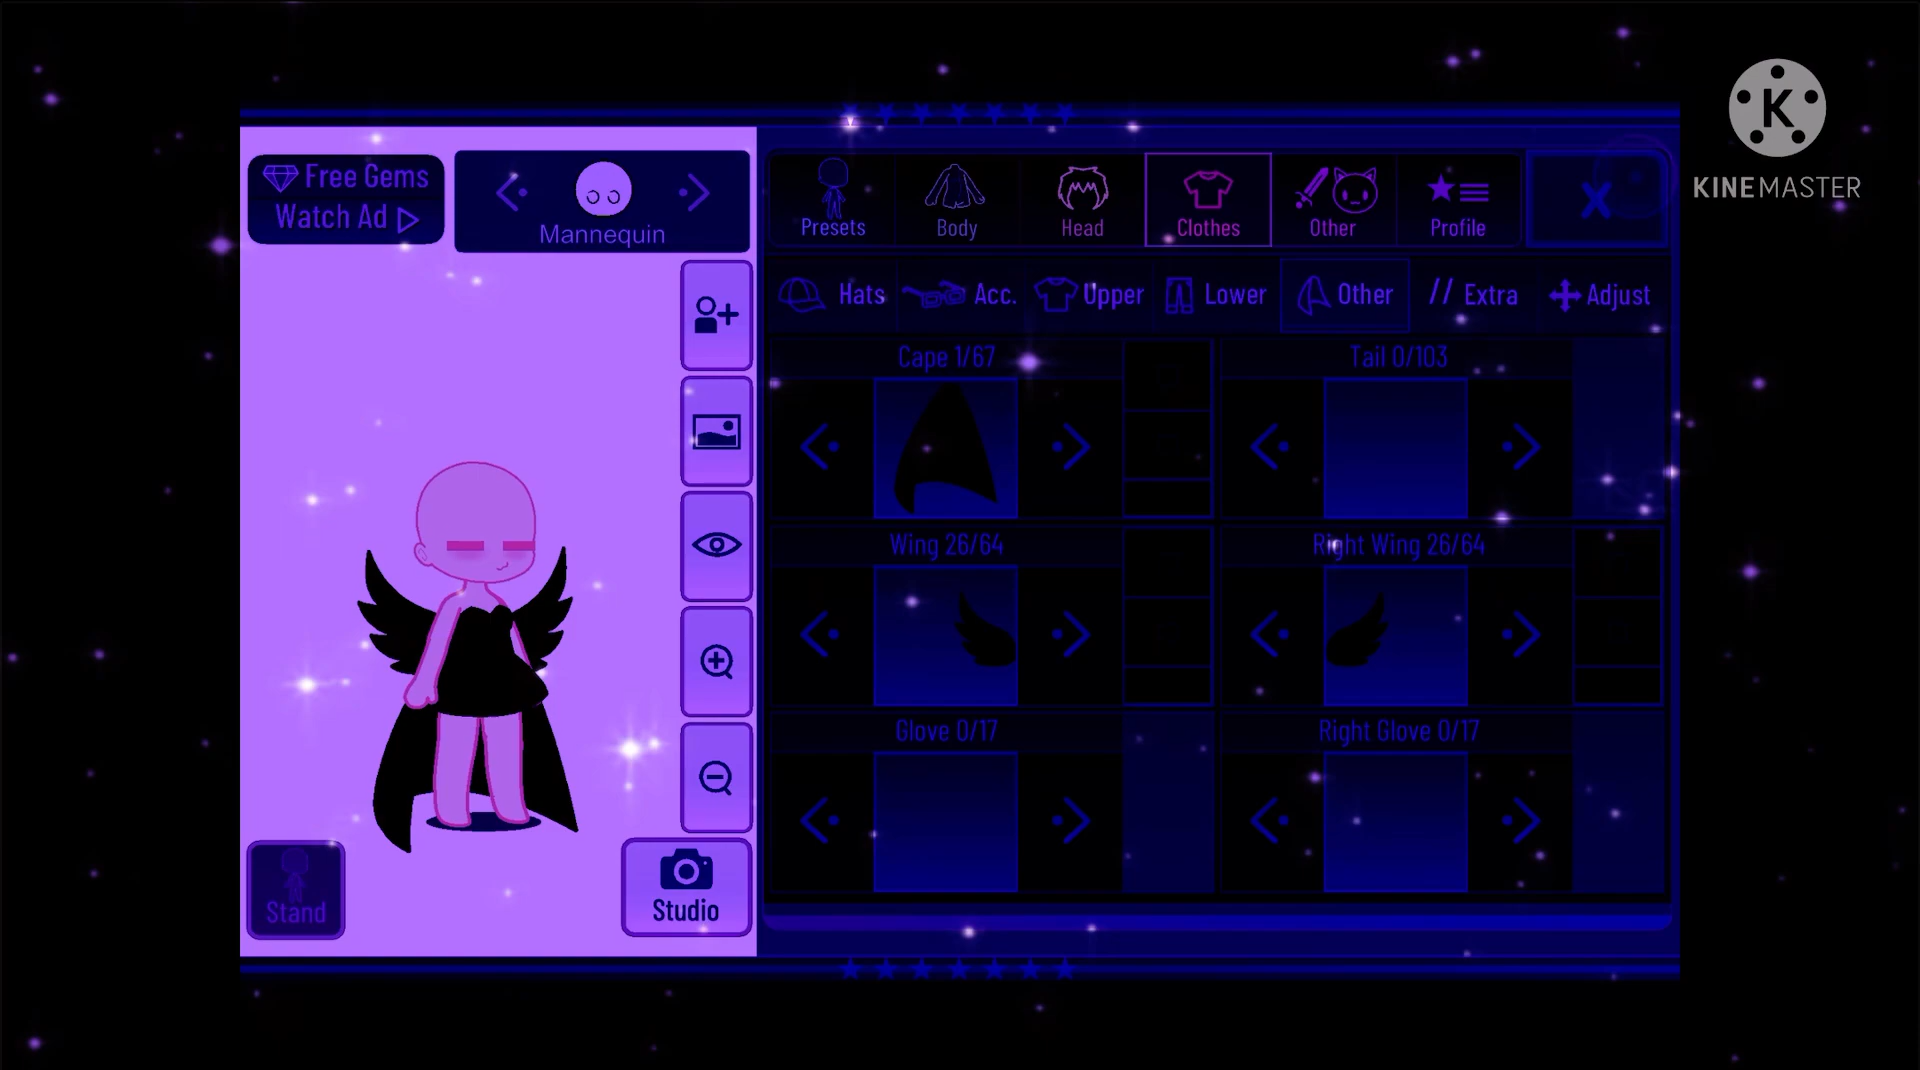 Free Gems
Watch Ad
Mannequin
Presets
Body
Head
Clothes
Other
Profile
X
K
KINEMASTER
Hats
Acc.
Upper
Lower
Other
Extra
Adjust
Cape 1/67
Tail 0/103
Wing 26/64
Right Wing 26/64
Glove 0/17
Right Glove 0/17
Stand
Studio